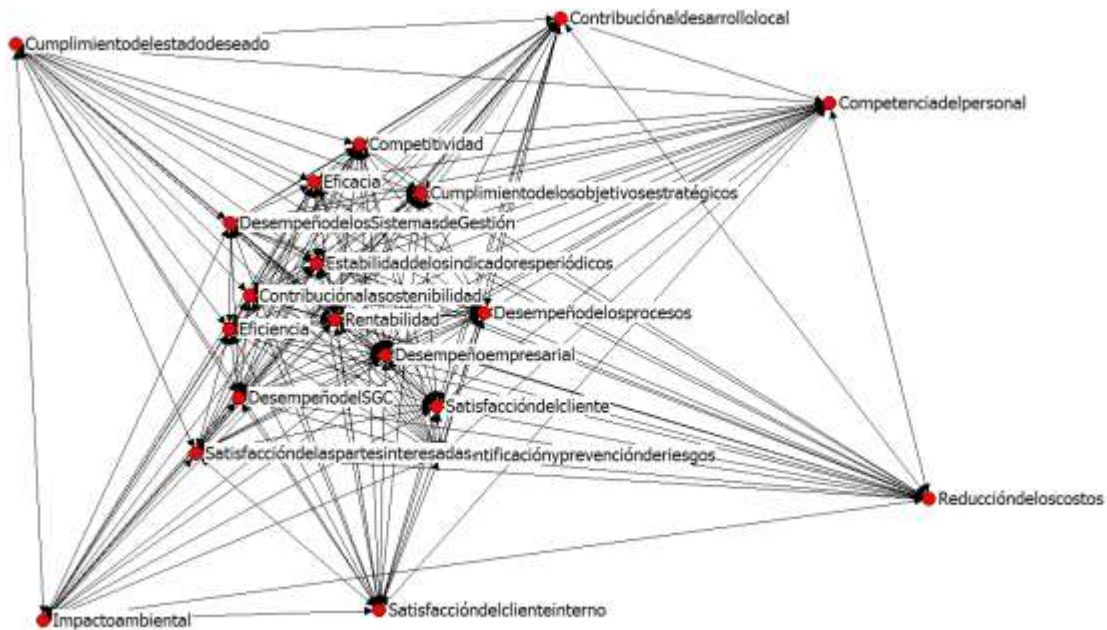 Contribuciónaldesarrollolocal
Cumplimientodelestadodeseado
Competenciadelpersonal
Competitividad
Eficacia
Cumplimientodelosobjetivosestratégicos
DesempeñodelosSistemasdeGestión
Estabilidaddelosindicadoresperiódicos
Contribuciónalasostenibilidad
Desempeñodelosprocesos
Rentabilidad
Eficiencia
Desempeñoempresarial
DesempeñodelSGC
Satisfaccióndelcliente
Satisfaccióndelaspartesinteresadas ntificaciónyprevenciónderiesgos
Reduccióndeloscostos
Satisfaccióndelclienteinterno
Impactoambiental